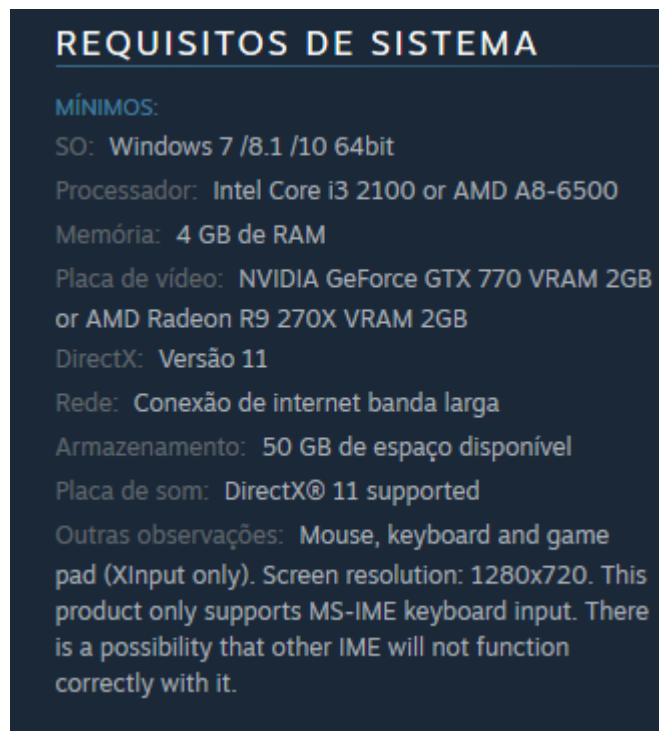 REQUISITOS DE SISTEMA
MÍNIMOS:
SO: Windows 7 /8.1 /10 64bit
Processador: Intel Core i3 2100 or AMD A8-6500
Memória: 4 GB de RAM
Placa de vídeo: NVIDIA GeForce GTX 770 VRAM 2GB
or AMD Radeon R9 270X VRAM 2GB
DirectX: Versão 11
Rede: Conexão de internet banda larga
Armazenamento: 50 GB de espaço disponível
Placa de som: DirectX® 11 supported
Outras observações: Mouse, keyboard and game
pad (XInput only). Screen resolution: 1280x720. This
product only supports MS-IME keyboard input. There
is a possibility that other IME will not function
correctly with it.